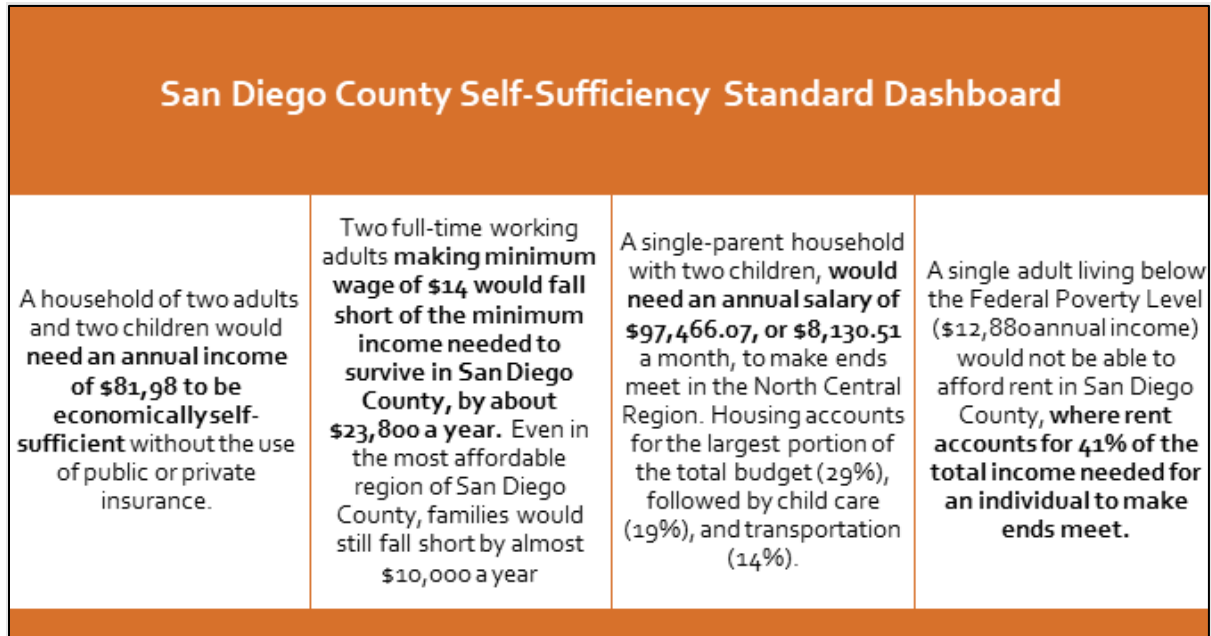 San Diego County Self-Sufficiency Standard Dashboard
A household of two adults
and two children would
need an annual income
of $81,98 to be
economically self-
sufficient without the use
of public or private
insurance.
Two full-time working
adults making minimum
wage of $14 would fall
short of the minimum
income needed to
survive in San Diego
County, by about
$23,800 a year. Even in
the most affordable
region of San Diego
County, families would
still fall short by almost
$10,000 a year
A single-parent household
with two children, would
need an annual salary of
$97,466.07, or $8,130.51
a month, to make ends
meet in the North Central
Region. Housing accounts
for the largest portion of
the total budget (29%),
followed by child care
(19%), and transportation
(14%).
A single adult living below
the Federal Poverty Level
($12,880 annual income)
would not be able to
afford rent in San Diego
County, where rent
accounts for 41% of the
total income needed for
an individual to make
ends meet.